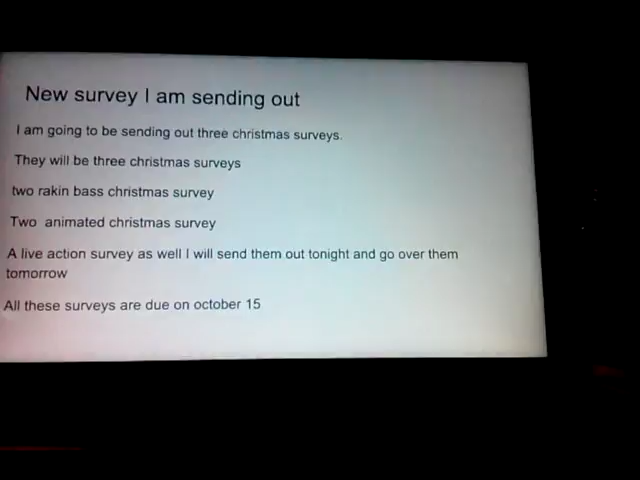 New survey I am sending out
I am going to be sending out three christmas surveys.
They will be three christmas surveys
two rakin bass christmas survey
Two animated christmas survey
A live action survey as well I will send them out tonight and go over them
tomorrow
All these surveys are due on october 15